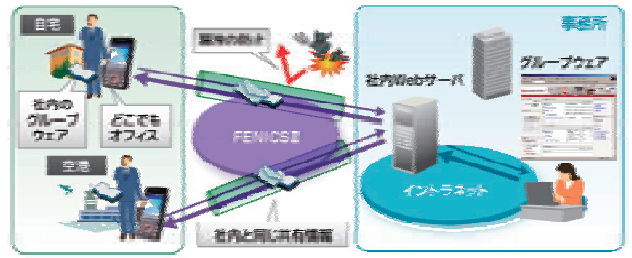 自宅
社内の
グループ
ウェア
どこでも
オフィス
空港
FENICSⅡ
社内と同じ共有情報
事務所
社内Webサーバ
グループウェア
イントラネット